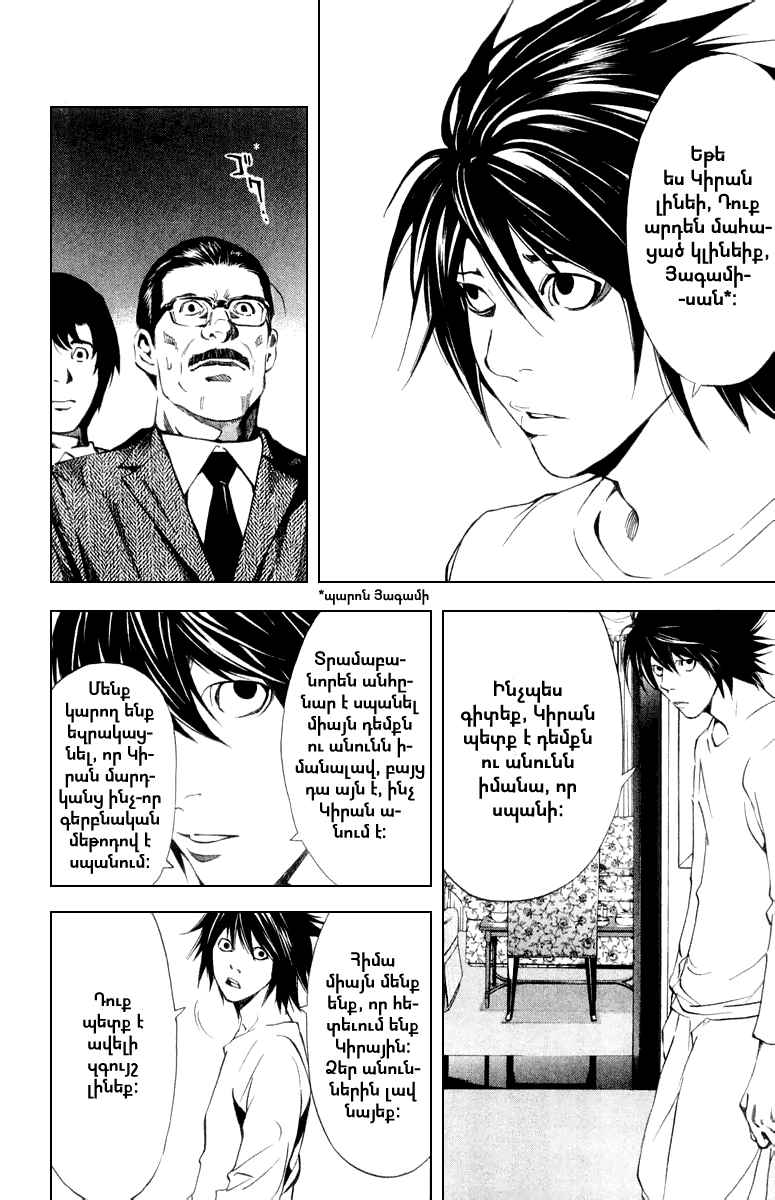 Եթե
ես Կիրան
լինեի, Դուք
արդեն մահա-
ցած կլինեիք,
Յագամի-
-սան*:
*
ゴク
*պարոն Յագամի
Ինչպես
գիտեք, Կիրան
պետք է դեմքն
ու անունն
իմանա, որ
սպանի:
Տրամաբա-
նորեն անհը-
նար է սպանել
միայն դեմքն
ու անունն ի-
մանալավ, բայց
դա այն է, ինչ
Կիրան ա-
նում է:
Մենք
կարող ենք
եզրակաց-
նել, որ Կի-
րան մարդ-
կանց ինչ-որ
գերբնական
մեթոդով է
սպանում:
Հիմա
միայն մենք
ենք, որ հե-
տեւում ենք
Կիրային:
Ձեր անուն-
ներին լավ
նայեք:
Դուք
պետք է
ավելի
զգույշ
լինեք: